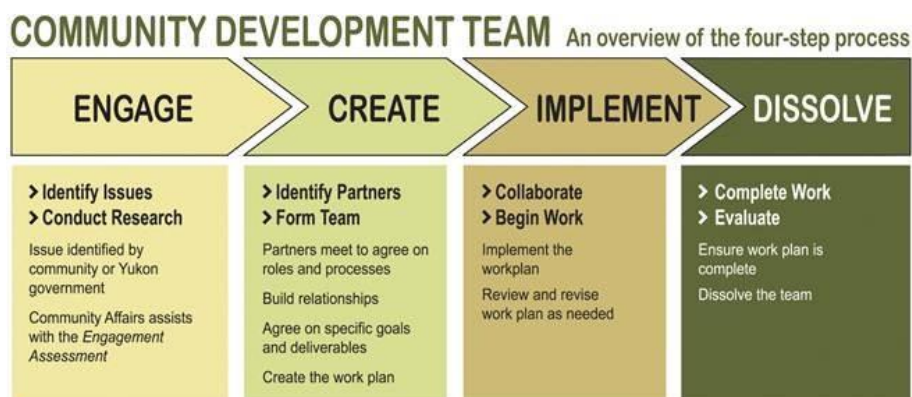 COMMUNITY DEVELOPMENT TEAM An overview of the four-step process
ENGAGE
CREATE
IMPLEMENT
DISSOLVE
> Identify Issues
> Conduct Research
Issue identified by
community or Yukon
government
Community Affairs assists
with the Engagement
Assessment
> Identify Partners
> Form Team
Partners meet to agree on
roles and processes
Build relationships
Agree on specific goals
and deliverables
Create the work plan
> Collaborate
> Begin Work
Implement the
workplan
Review and revise
work plan as needed
> Complete Work
> Evaluate
Ensure work plan is
complete
Dissolve the team